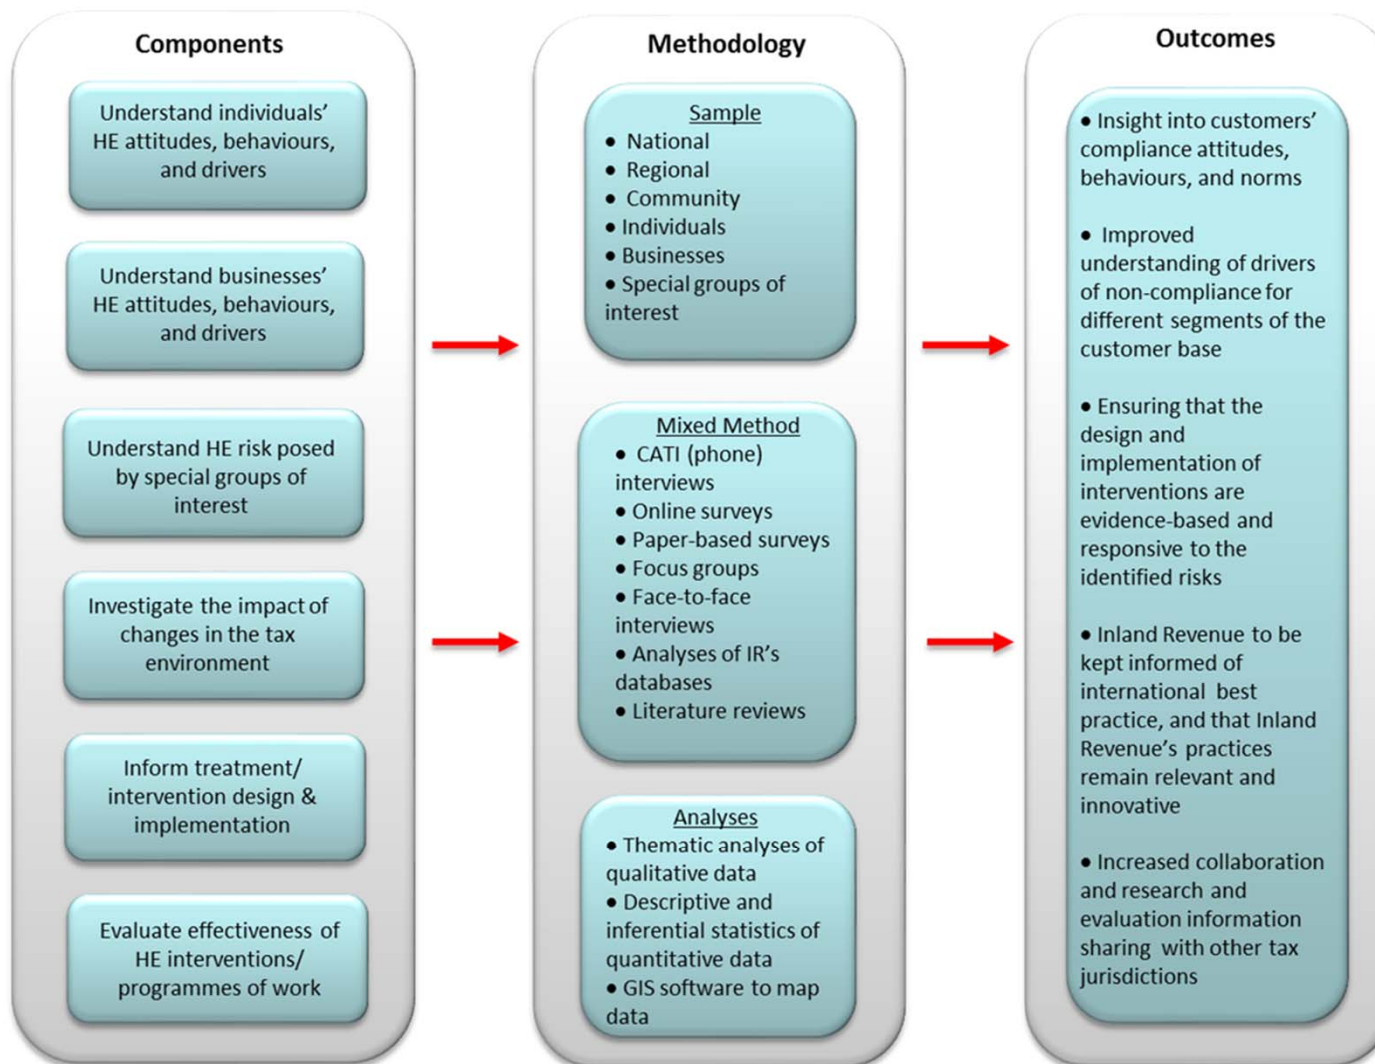 Components
Understand individuals'
HE attitudes, behaviours,
and drivers
Understand businesses'
HE attitudes, behaviours,
and drivers
Understand HE risk posed
by special groups of
interest
Investigate the impact of
changes in the tax
environment
Inform treatment/
intervention design &
implementation
Evaluate effectiveness of
HE interventions/
programmes of work
Methodology
Sample
• National
• Regional
• Community
• Individuals
• Businesses
• Special groups of
interest
Mixed Method
• CATI (phone)
interviews
• Online surveys
• Paper-based surveys
• Focus groups
• Face-to-face
interviews
• Analyses of IR's
databases
• Literature reviews
Analyses
• Thematic analyses of
qualitative data
• Descriptive and
inferential statistics of
quantitative data
• GIS software to map
data
Outcomes
• Insight into customers'
compliance attitudes,
behaviours, and norms
• Improved
understanding of drivers
of non-compliance for
different segments of the
customer base
• Ensuring that the
design and
implementation of
interventions are
evidence-based and
responsive to the
identified risks
• Inland Revenue to be
kept informed of
international best
practice, and that Inland
Revenue's practices
remain relevant and
innovative
• Increased collaboration
and research and
evaluation information
sharing with other tax
jurisdictions